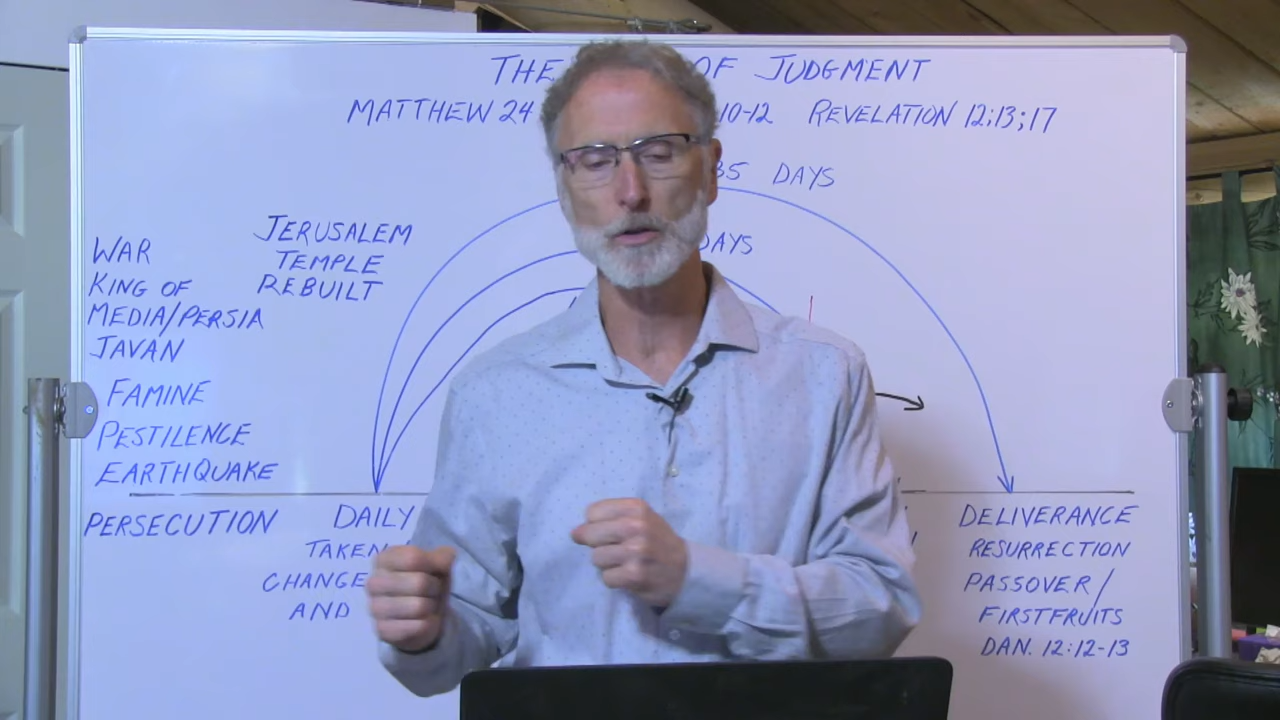 THE OF JUDGMENT
MATTHEW 24 10-12 REVELATION 12;13;17
35 DAYS
DAYS
JERUSALEM
TEMPLE
REBUILT
WAR
KING OF
MEDIA/PERSIA
JAVAN
FAMINE
PESTILENCE
EARTHQUAKE
PERSECUTION
DAILY
TAKEN
CHANGE
AND
DELIVERANCE
RESURRECTION
PASSOVER/
FIRSTFRUITS
DAN. 12:12-13